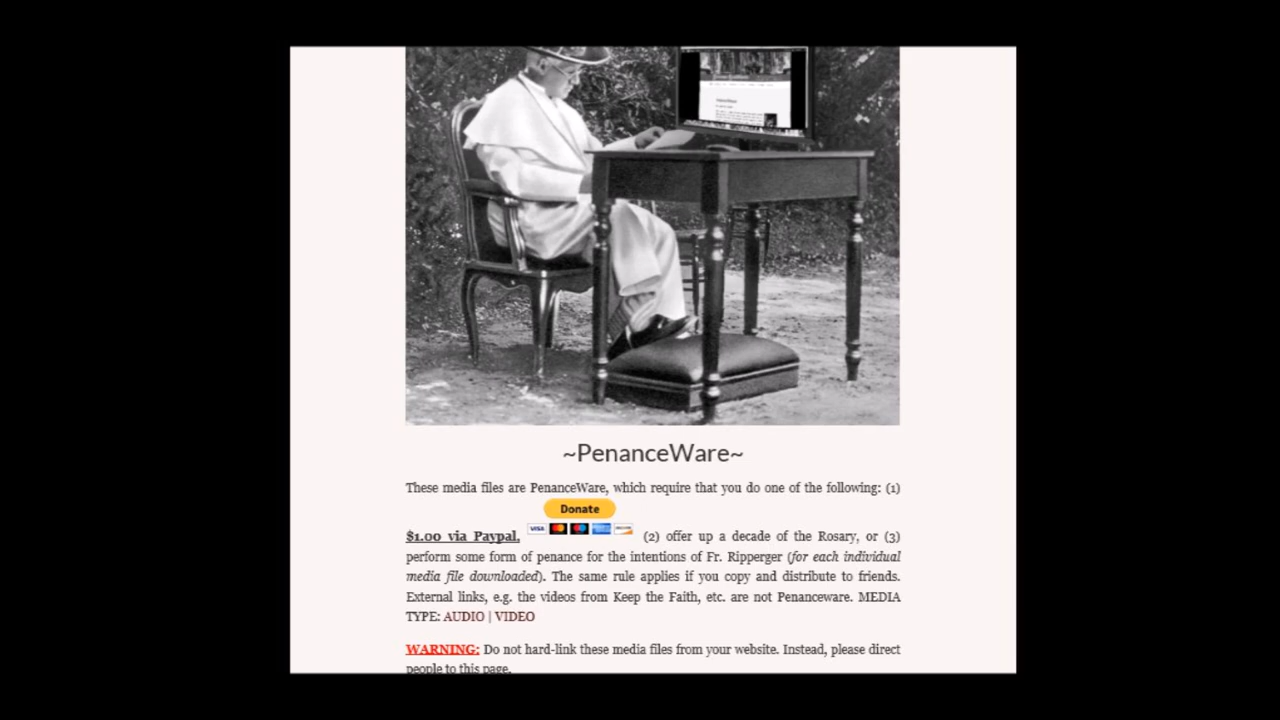 ~PenanceWare~
These media files are PenanceWare, which require that you do one of the following: (1)
Donate
$1.00 via Paypal. VISA (2) offer up a decade of the Rosary, or (3)
perform some form of penance for the intentions of Fr. Ripperger (for each individual
media file downloaded). The same rule applies if you copy and distribute to friends.
External links, e.g. the videos from Keep the Faith, etc. are not Penanceware. MEDIA
TYPE: AUDIO | VIDEO
WARNING: Do not hard-link these media files from your website. Instead, please direct
people to this page.